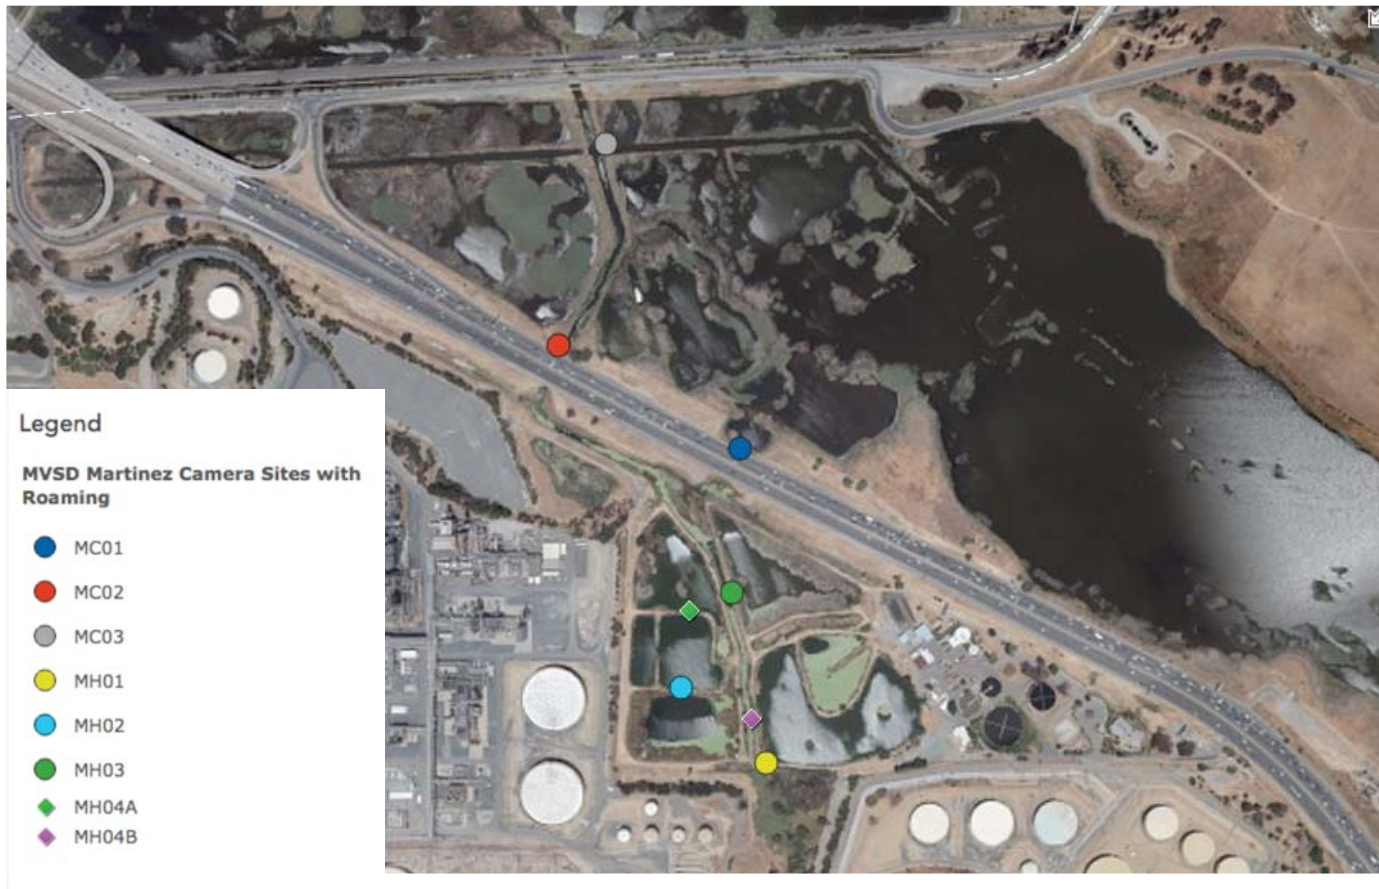 Legend
MVSD Martinez Camera Sites with
Roaming
MC01
MC02
MC03
MH01
MH02
MH03
MH04A
MH04B